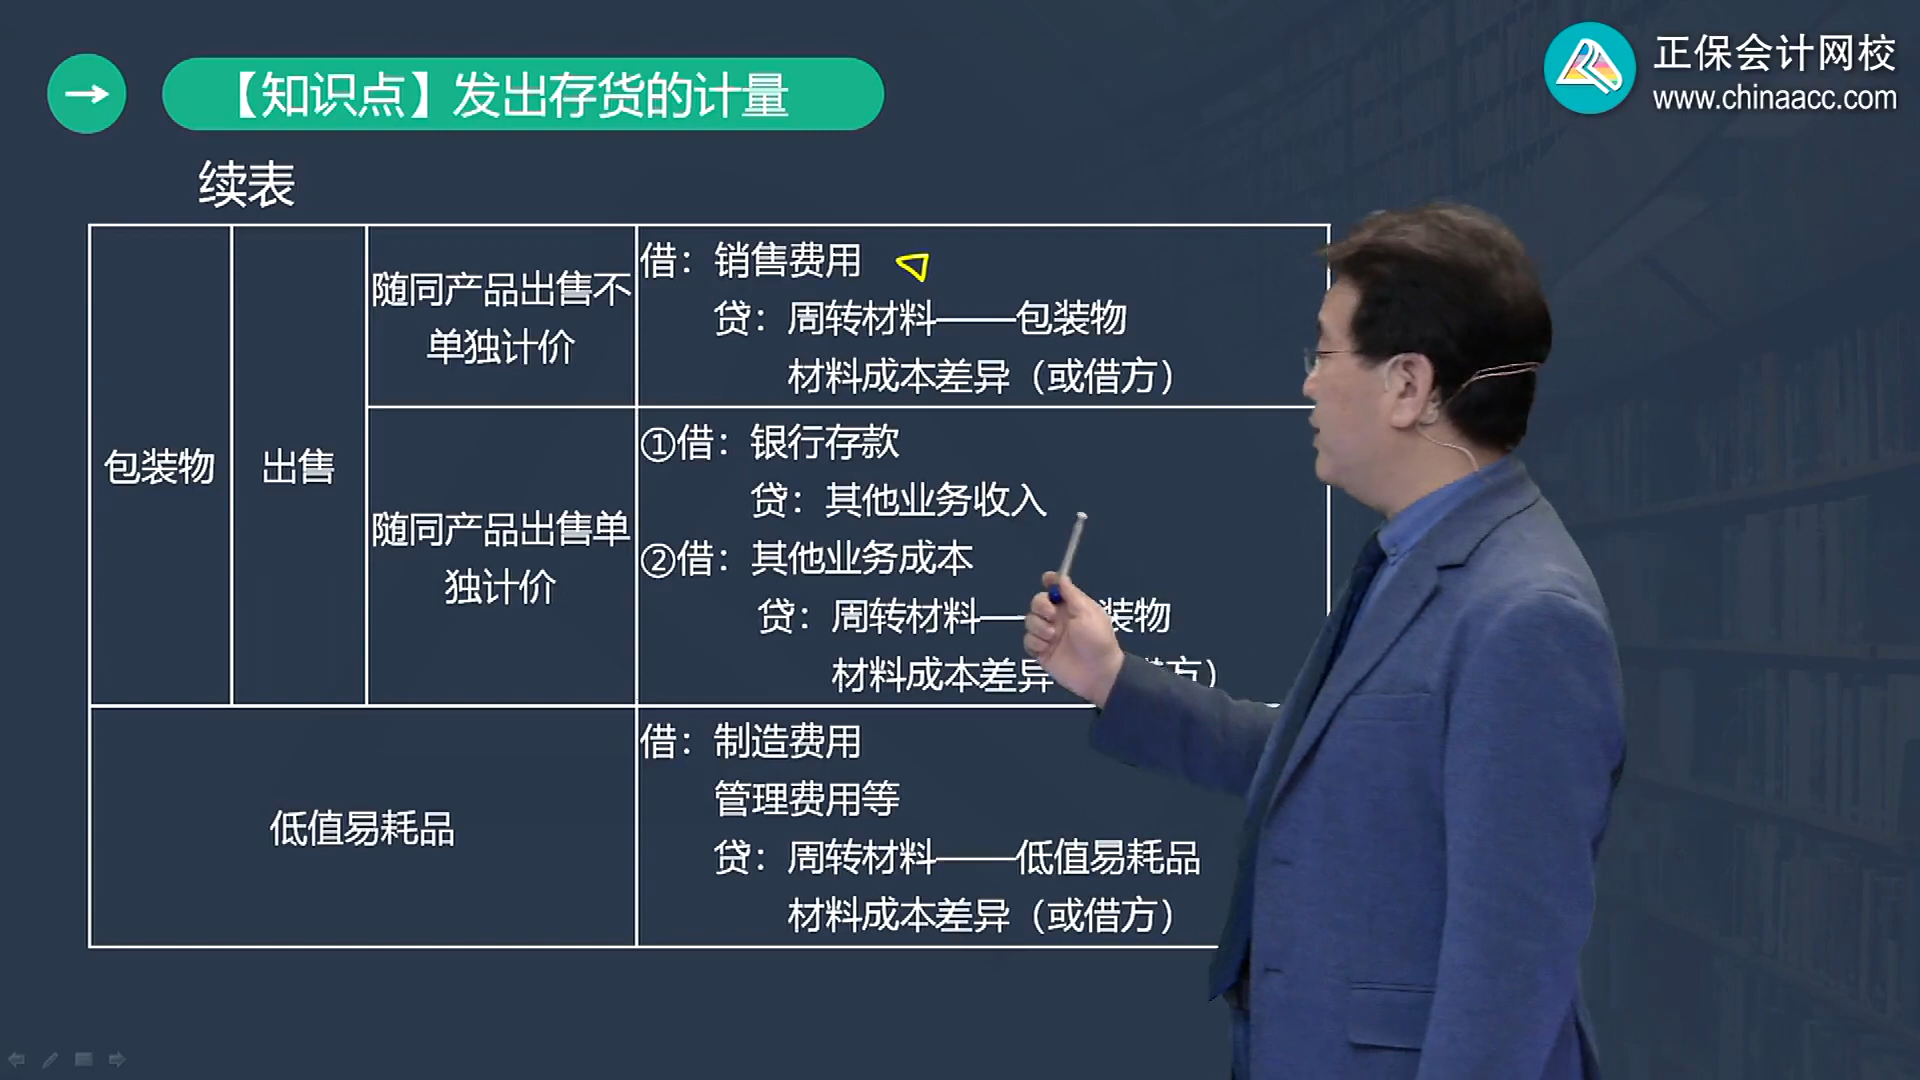 【知识点】发出存货的计量
正保会计网校
www.chinaacc.com
续表
包装物
出售
随同产品出售不
单独计价
借：销售费用
贷：周转材料——包装物
材料成本差异（或借方）
随同产品出售单
独计价
①借：银行存款
贷：其他业务收入
②借：其他业务成本
贷：周转材料—装物
材料成本差异方）
低值易耗品
借：制造费用
管理费用等
贷：周转材料——低值易耗品
材料成本差异（或借方）